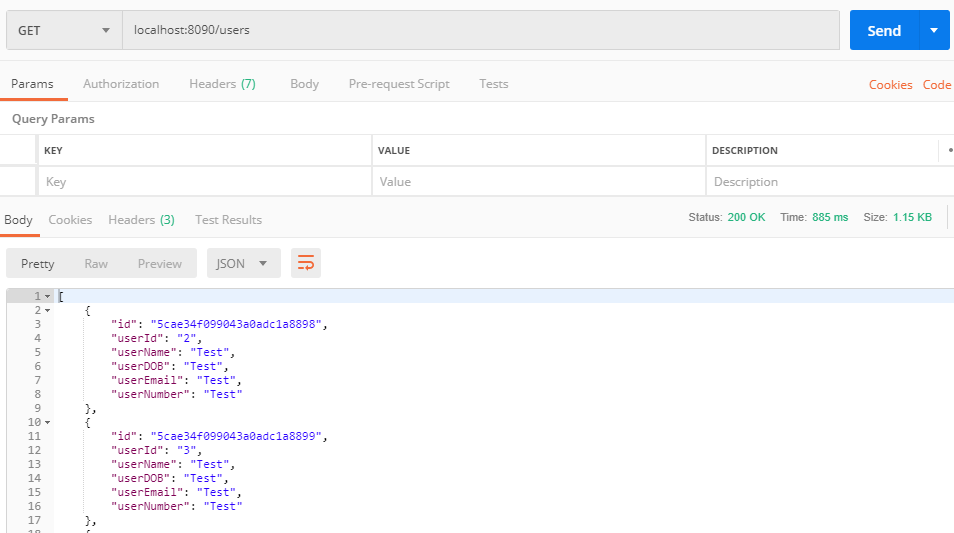 GET localhost:8090/users Send
Params Authorization Headers (7) Body Pre-request Script Tests Cookies Code
Query Params
KEY VALUE DESCRIPTION
Key Value Description
Body Cookies Headers (3) Test Results Status: 200 OK Time: 885 ms Size: 1.15 KB
Pretty Raw Preview JSON
1 [
2 {
3 "id": "5cae34f099043a0adc1a8898",
4 "userId": "2",
5 "userName": "Test",
6 "userDOB": "Test",
7 "userEmail": "Test",
8 "userNumber": "Test"
9 },
10 {
11 "id": "5cae34f099043a0adc1a8899",
12 "userId": "3",
13 "userName": "Test",
14 "userDOB": "Test",
15 "userEmail": "Test",
16 "userNumber": "Test"
17 },